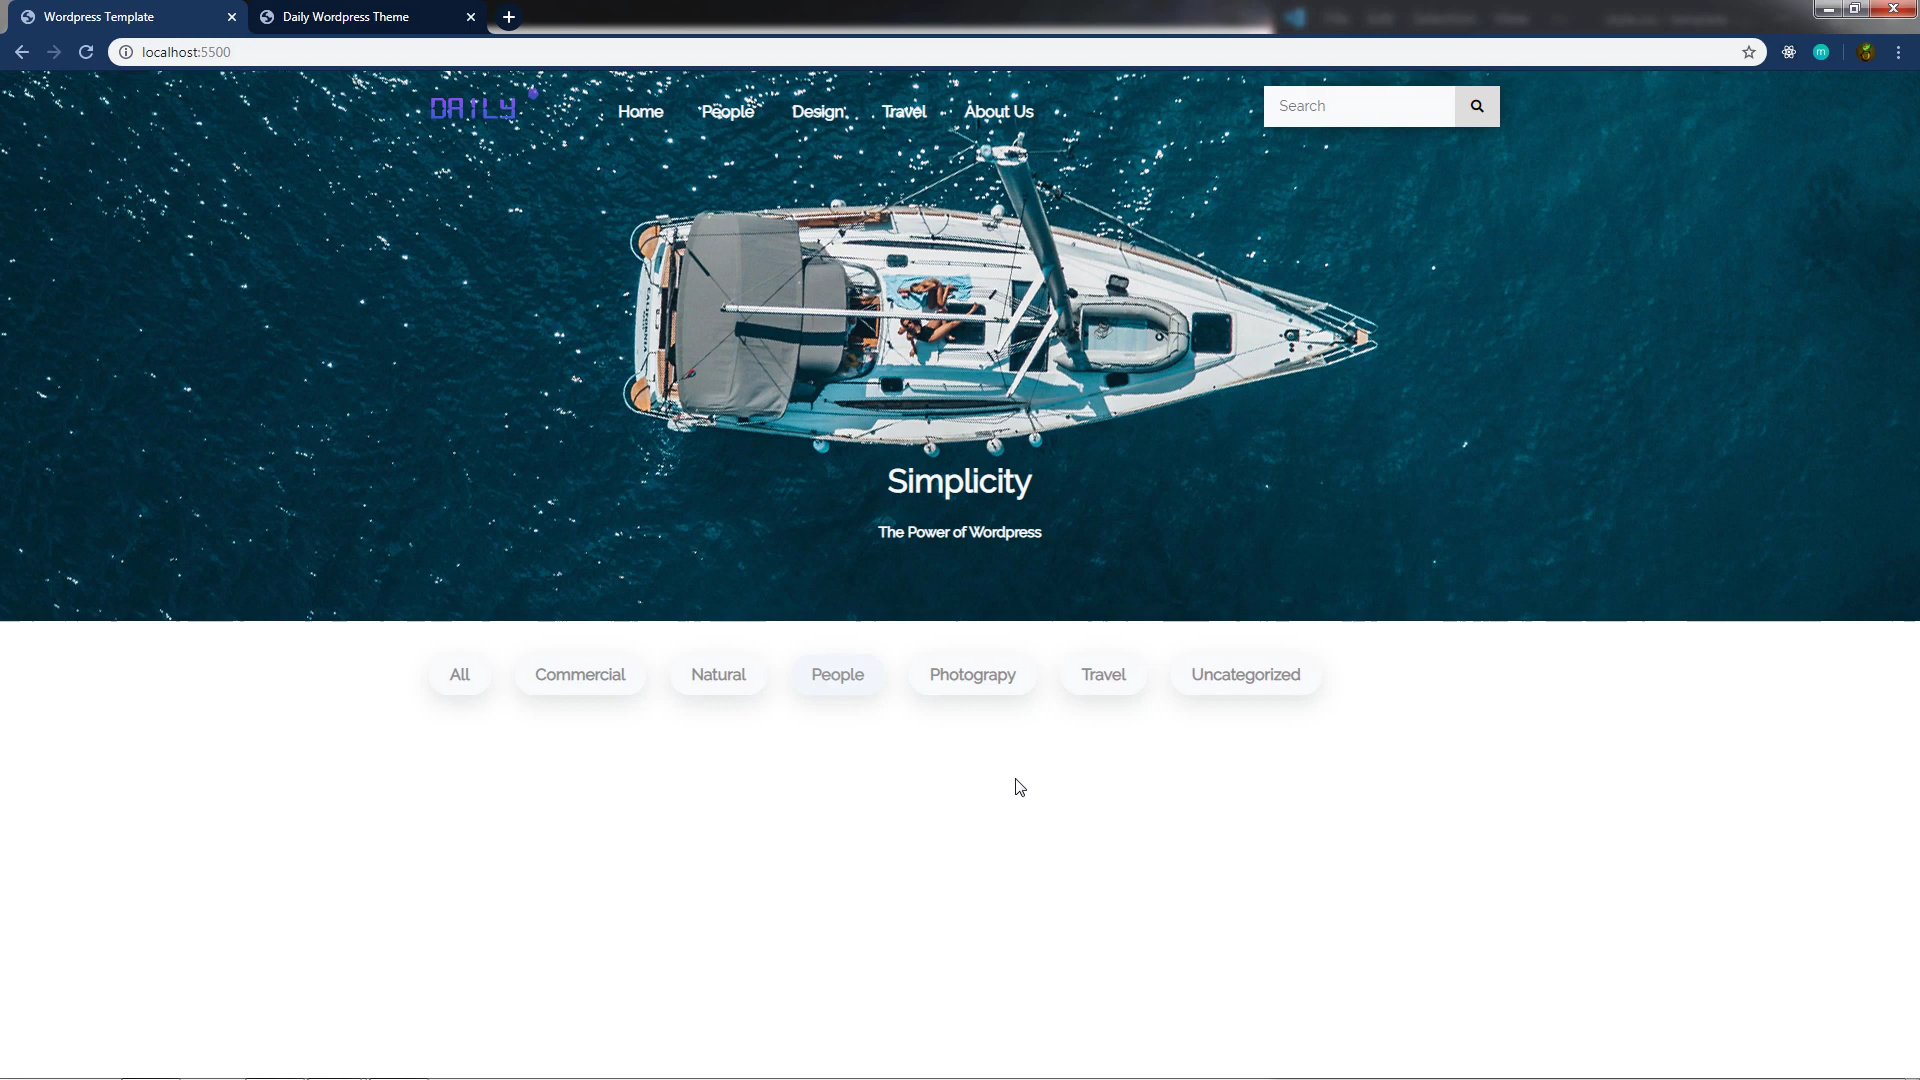 Wordpress Template
Daily Wordpress Theme
localhost:5500
m
DAILY
Home People Design Travel About Us
Search
Simplicity
The Power of Wordpress
All Commercial Natural People Photograpy Travel Uncategorized